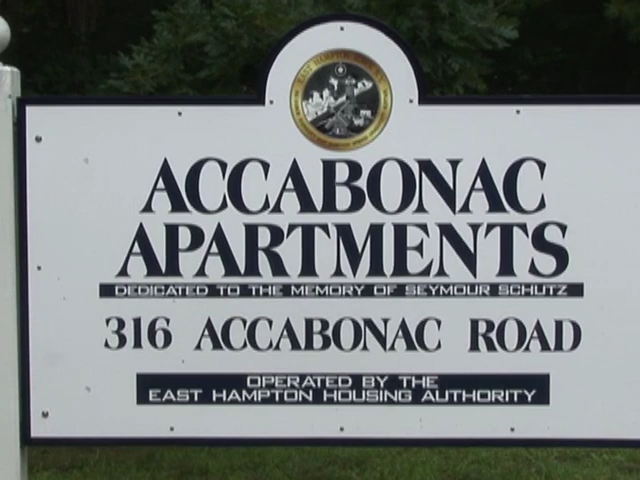 ACCABONAC
APARTMENTS
DEDICATED TO THE MEMORY OF SEYMOUR SCHUTZ
316 ACCABONAC ROAD
OPERATED BY THE
EAST HAMPTON HOUSING AUTHORITY